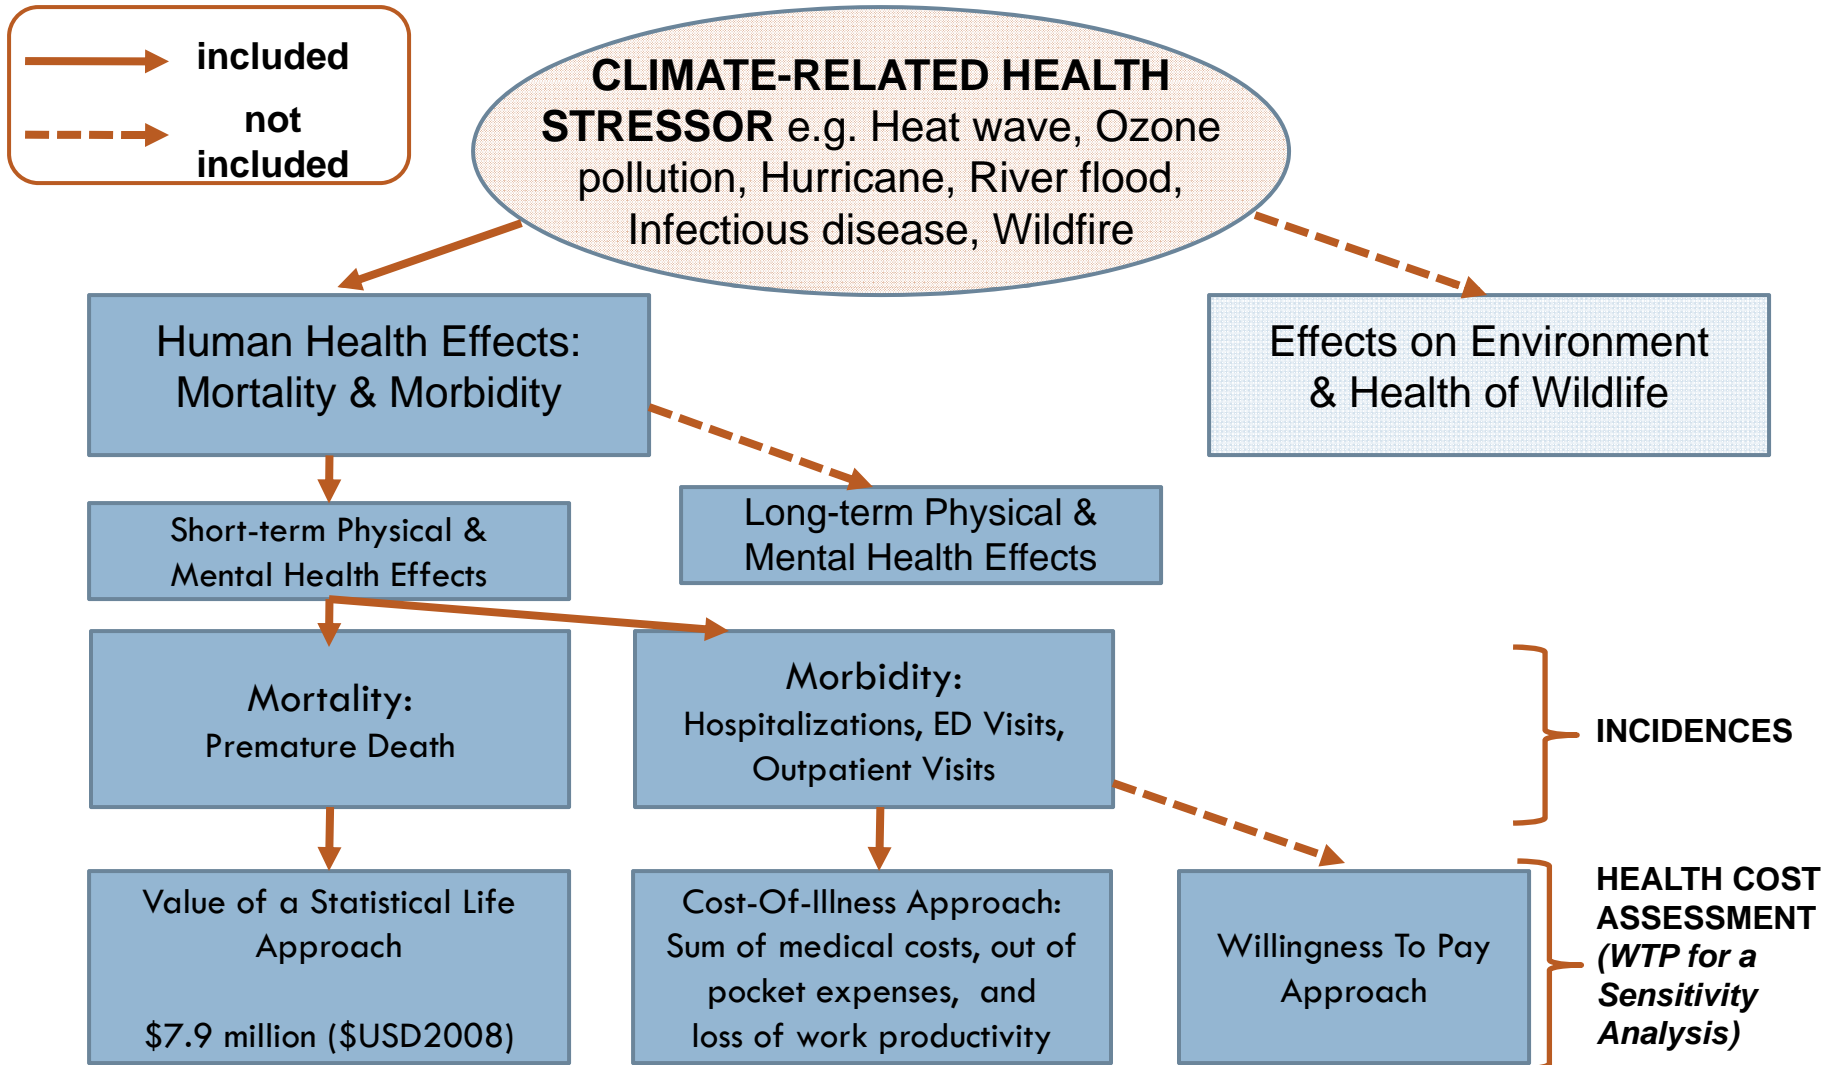 included
not
included
CLIMATE-RELATED HEALTH
STRESSOR e.g. Heat wave, Ozone
pollution, Hurricane, River flood,
Infectious disease, Wildfire
Human Health Effects:
Mortality & Morbidity
Effects on Environment
& Health of Wildlife
Short-term Physical &
Mental Health Effects
Long-term Physical &
Mental Health Effects
Mortality:
Premature Death
Morbidity:
Hospitalizations, ED Visits,
Outpatient Visits
INCIDENCES
Value of a Statistical Life
Approach
$7.9 million ($USD2008)
Cost-Of-Illness Approach:
Sum of medical costs, out of
pocket expenses, and
loss of work productivity
Willingness To Pay
Approach
HEALTH COST
ASSESSMENT
(WTP for a
Sensitivity
Analysis)